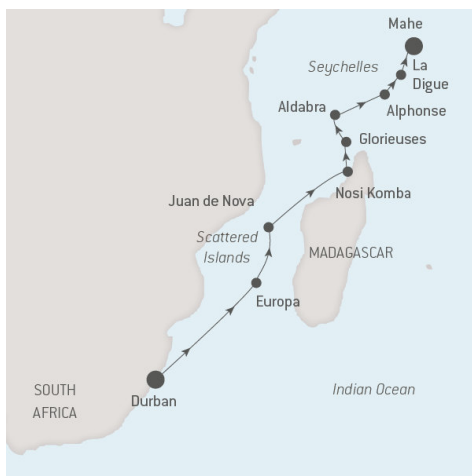 Mahe
Seychelles
La
Digue
Aldabra
Alphonse
Glorieuses
Nosi Komba
Juan de Nova
Scattered
Islands
MADAGASCAR
Europa
SOUTH
AFRICA
Durban
Indian Ocean